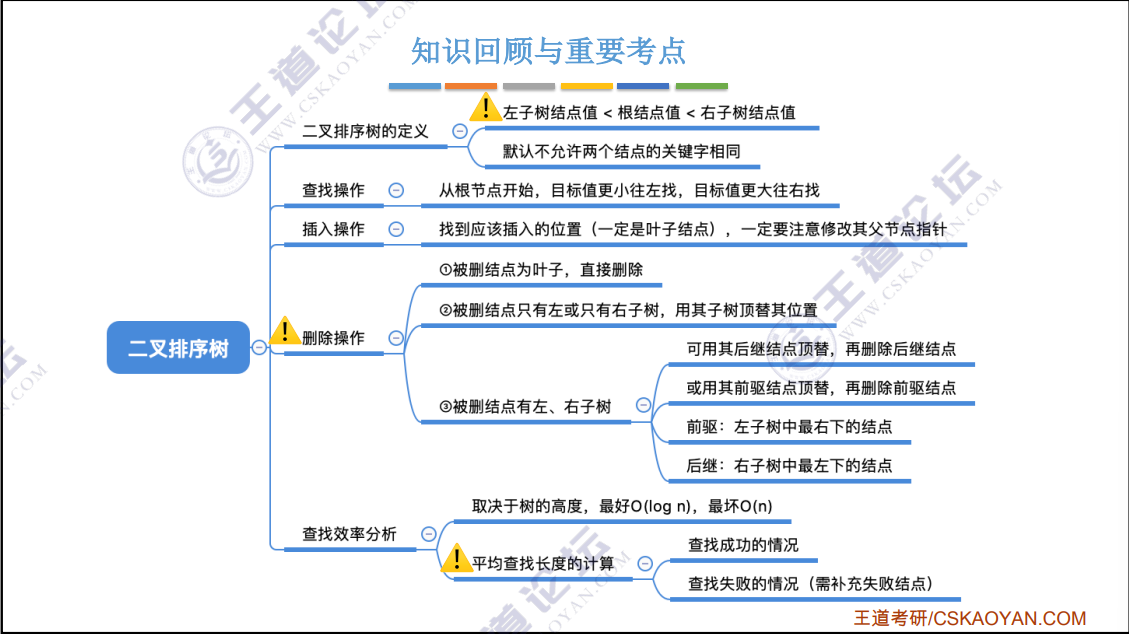 知识回顾与重要考点
二叉排序树
二叉排序树的定义
左子树结点值 < 根结点值 < 右子树结点值
默认不允许两个结点的关键字相同
查找操作
从根节点开始，目标值更小往左找，目标值更大往右找
插入操作
找到应该插入的位置（一定是叶子结点），一定要注意修改其父节点指针
删除操作
①被删结点为叶子，直接删除
②被删结点只有左或只有右子树，用其子树顶替其位置
③被删结点有左、右子树
可用其后继结点顶替，再删除后继结点
或用其前驱结点顶替，再删除前驱结点
前驱：左子树中最右下的结点
后继：右子树中最左下的结点
查找效率分析
取决于树的高度，最好O(log n)，最坏O(n)
平均查找长度的计算
查找成功的情况
查找失败的情况（需补充失败结点）
王道考研/CSKAOYAN.COM
王道论坛
WWW.CSKAOYAN.COM
王道论坛
WWW.CSKAOYAN.COM